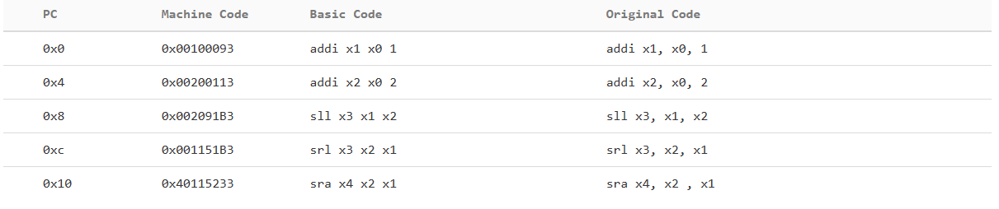 PC Machine Code Basic Code Original Code
0x0 0x00100093 addi x1 x0 1 addi x1, x0, 1
0x4 0x00200113 addi x2 x0 2 addi x2, x0, 2
0x8 0x002091B3 sll x3 x1 x2 sll x3, x1, x2
0xc 0x001151B3 srl x3 x2 x1 srl x3, x2, x1
0x10 0x40115233 sra x4 x2 x1 sra x4, x2 , x1